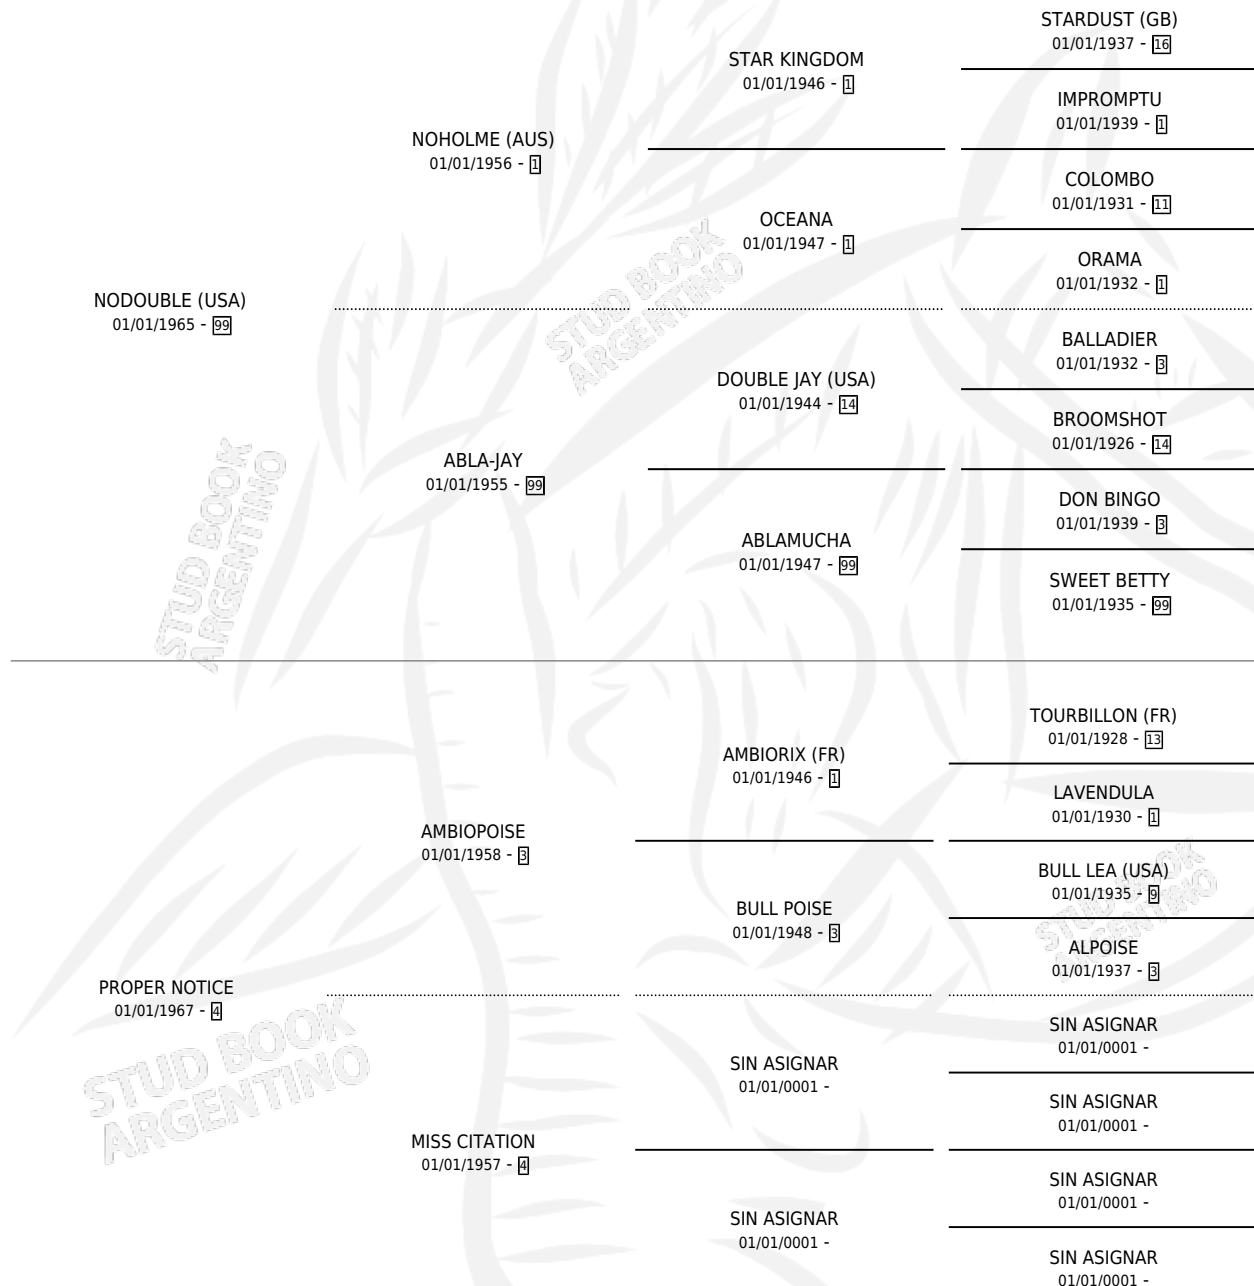 STARDUST (GB)
01/01/1937 - 16
STAR KINGDOM
01/01/1946 - 1
IMPROMPTU
01/01/1939 - 1
NOHOLME (AUS)
01/01/1956 - 1
COLOMBO
01/01/1931 - 11
OCEANA
01/01/1947 - 1
ORAMA
01/01/1932 - 1
NODOUBLE (USA)
01/01/1965 - 99
BALLADIER
01/01/1932 - 3
DOUBLE JAY (USA)
01/01/1944 - 14
BROOMSHOT
01/01/1926 - 14
ABLA-JAY
01/01/1955 - 99
DON BINGO
01/01/1939 - 3
ABLAMUCHA
01/01/1947 - 99
SWEET BETTY
01/01/1935 - 99
STUD BOOK
ARGENTINO
STUD BOOK
ARGENTINO
TOURBILLON (FR)
01/01/1928 - 13
AMBIORIX (FR)
01/01/1946 - 1
LAVENDULA
01/01/1930 - 1
AMBIOPOISE
01/01/1958 - 3
BULL LEA (USA)
01/01/1935 - 9
BULL POISE
01/01/1948 - 3
ALPOISE
01/01/1937 - 3
STUD BOOK
ARGENTINO
PROPER NOTICE
01/01/1967 - 4
SIN ASIGNAR
01/01/0001 -
SIN ASIGNAR
01/01/0001 -
SIN ASIGNAR
01/01/0001 -
MISS CITATION
01/01/1957 - 4
SIN ASIGNAR
01/01/0001 -
SIN ASIGNAR
01/01/0001 -
SIN ASIGNAR
01/01/0001 -
STUD BOOK
ARGENTINO